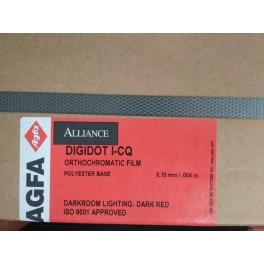 AGFA
Agfa
ALLIANCE
DIGIDOT I-CQ
ORTHOCHROMATIC FILM
POLYESTER BASE
0,10 mm / .004 in.
DARKROOM LIGHTING: DARK RED
ISO 9001 APPROVED